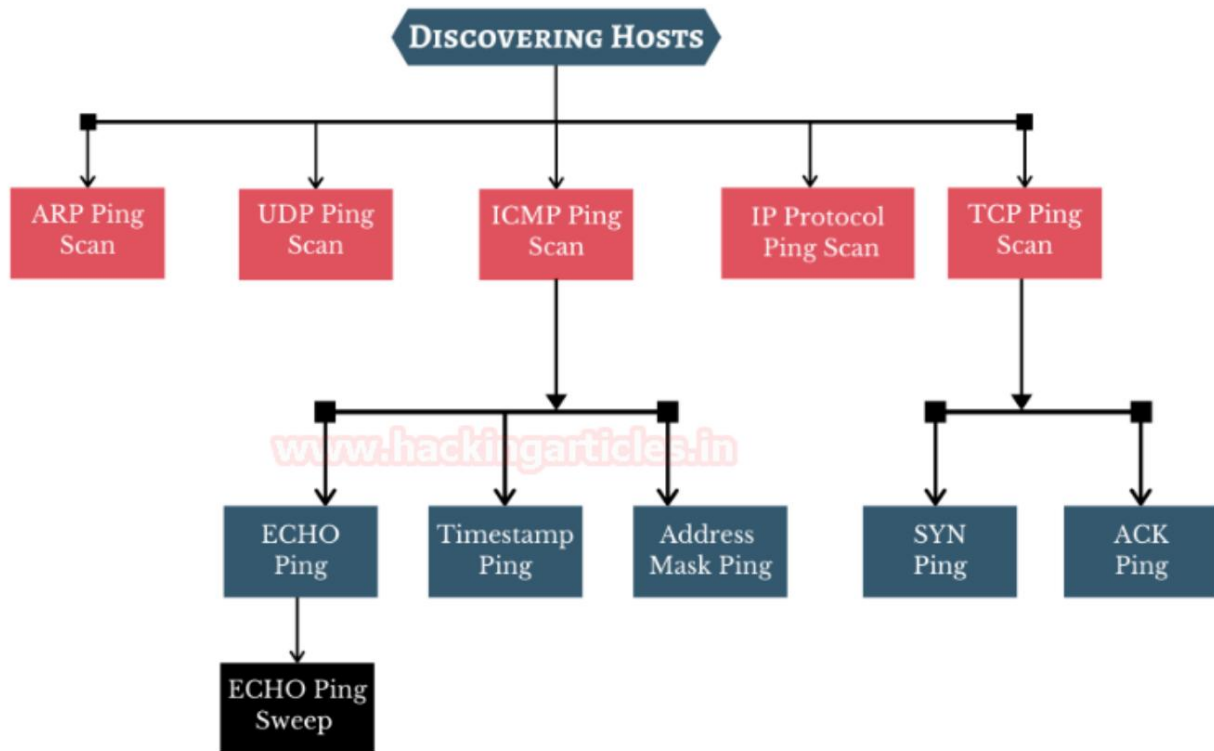 DISCOVERING HOSTS
ARP Ping
Scan
UDP Ping
Scan
ICMP Ping
Scan
IP Protocol
Ping Scan
TCP Ping
Scan
www.hackingarticles.in
ECHO
Ping
Timestamp
Ping
Address
Mask Ping
SYN
Ping
ACK
Ping
ECHO Ping
Sweep